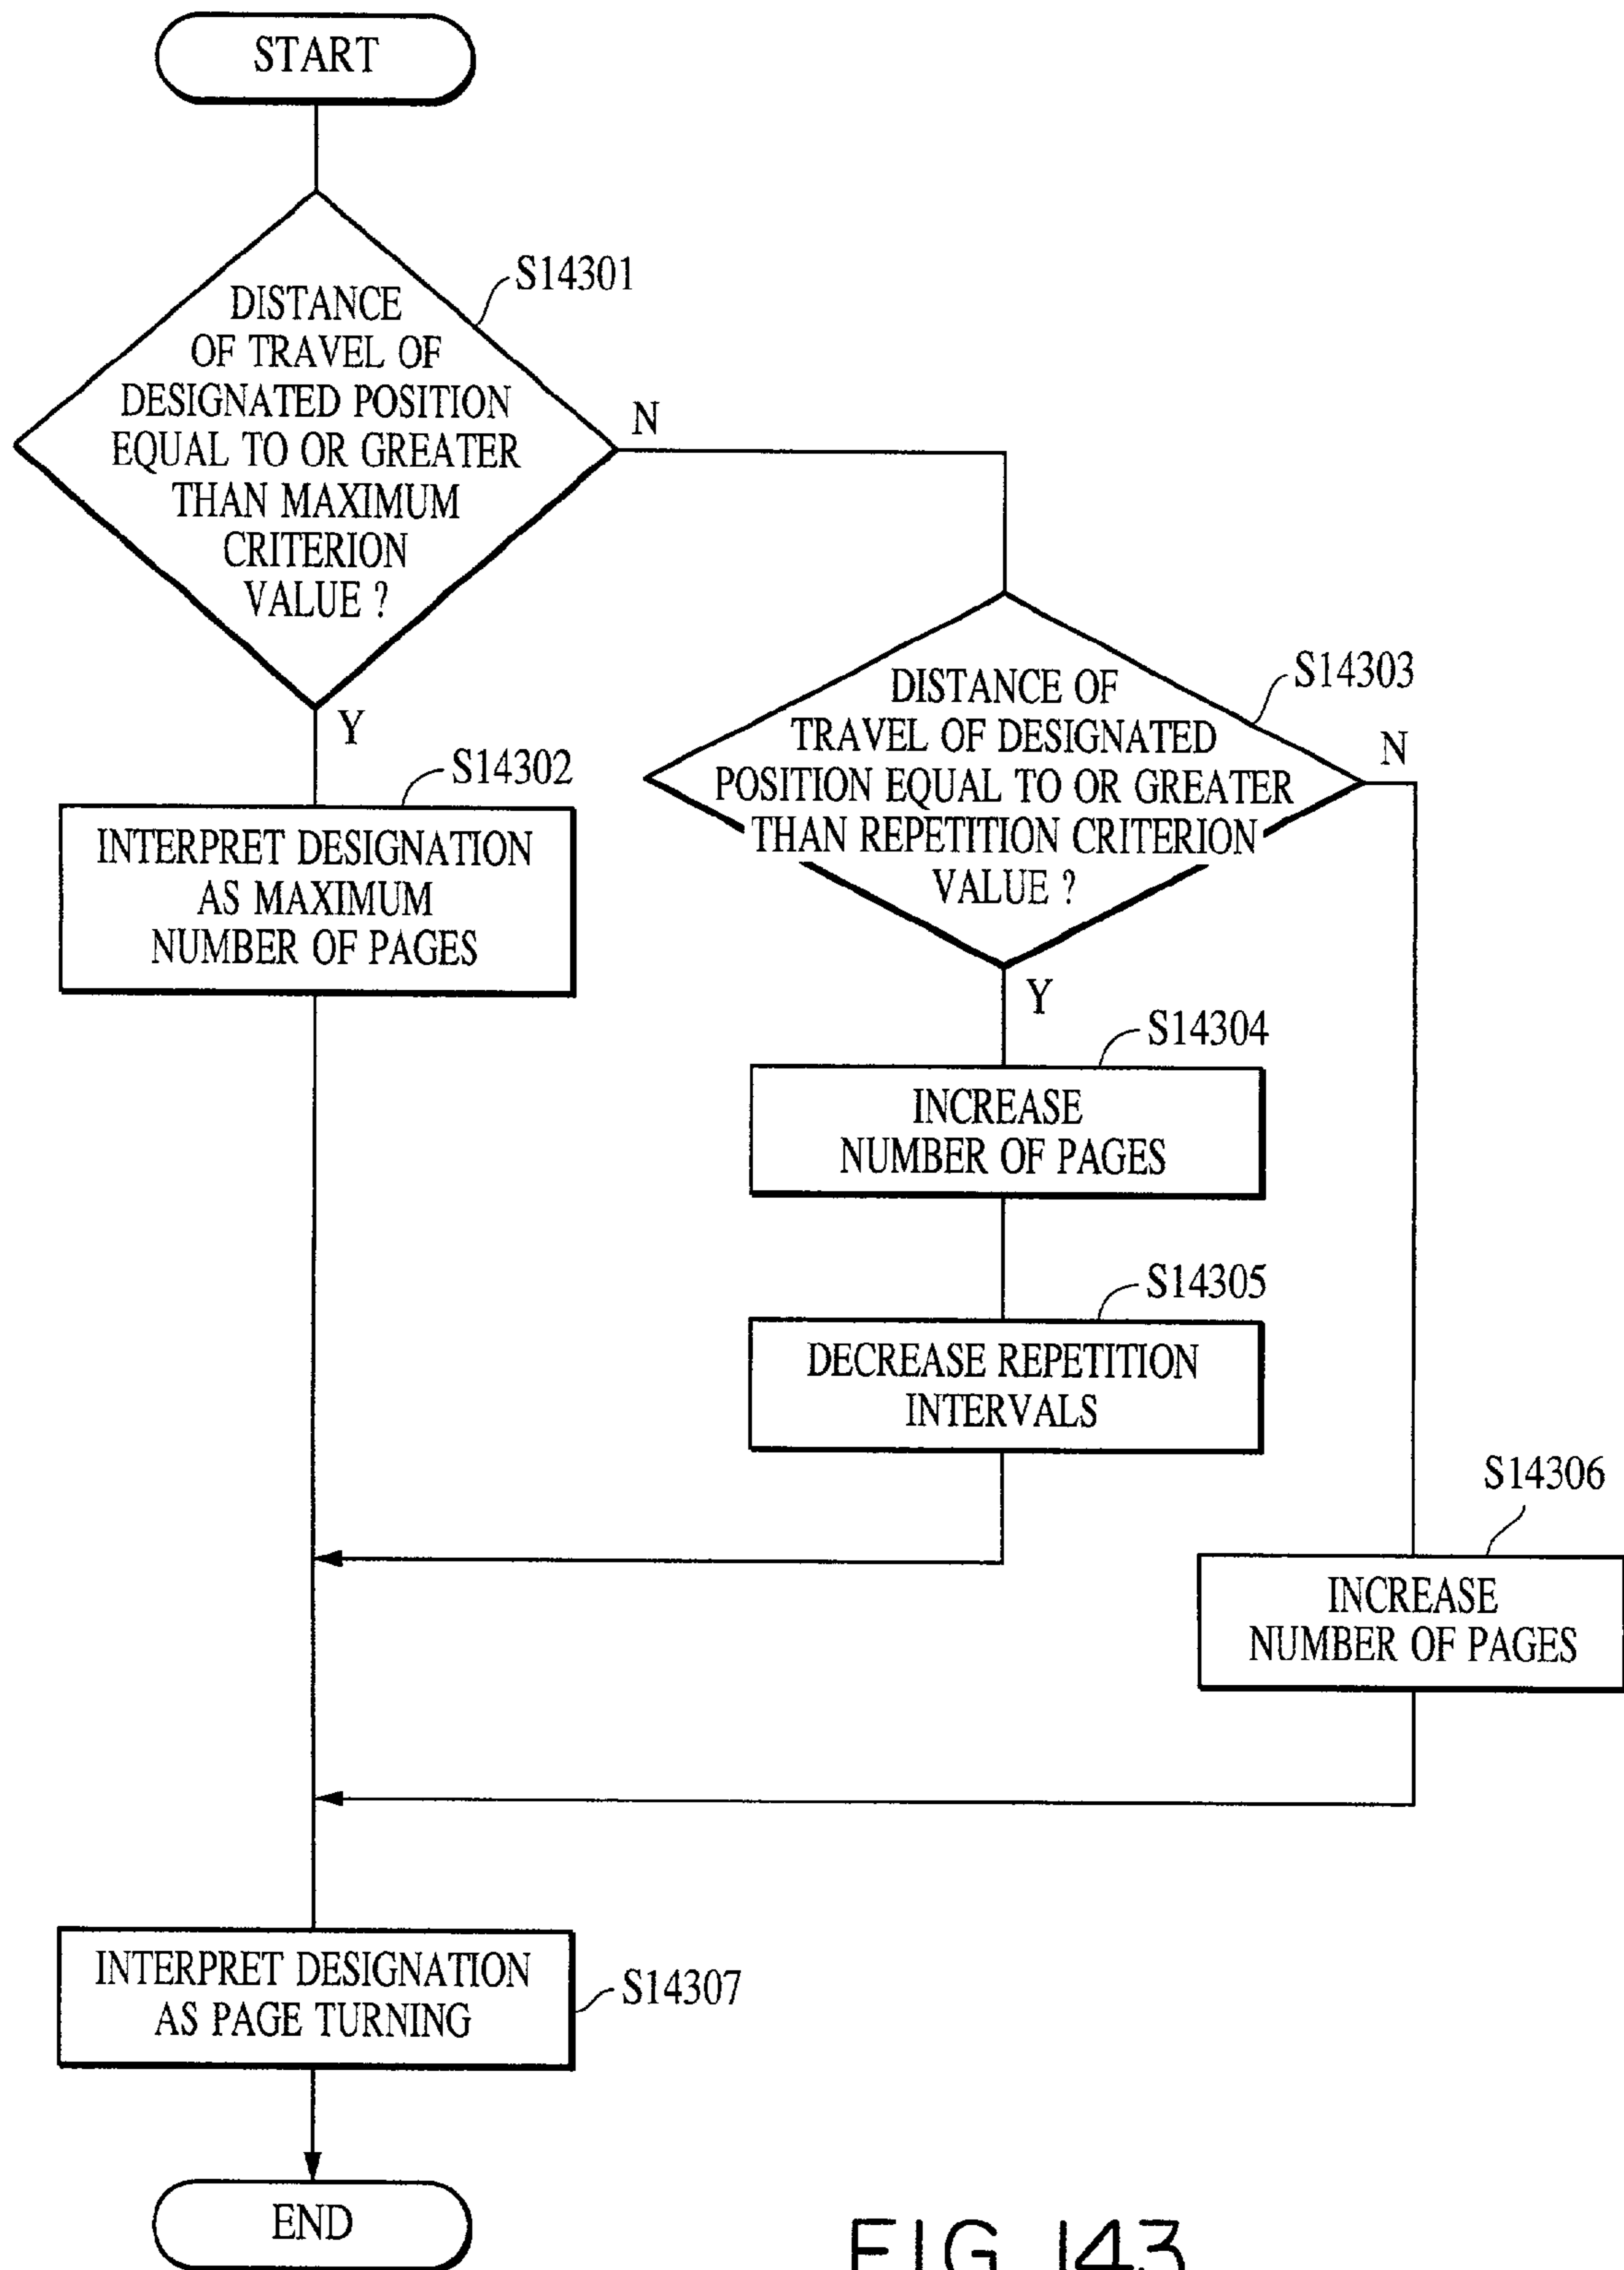 START
S14301
DISTANCE
OF TRAVEL OF
DESIGNATED POSITION
EQUAL TO OR GREATER
THAN MAXIMUM
CRITERION
VALUE ?
N
Y
S14302
INTERPRET DESIGNATION
AS MAXIMUM
NUMBER OF PAGES
S14303
DISTANCE OF
TRAVEL OF DESIGNATED
POSITION EQUAL TO OR GREATER
THAN REPETITION CRITERION
VALUE ?
N
Y
S14304
INCREASE
NUMBER OF PAGES
S14305
DECREASE REPETITION
INTERVALS
S14306
INCREASE
NUMBER OF PAGES
INTERPRET DESIGNATION
AS PAGE TURNING
S14307
END
FIG. 143